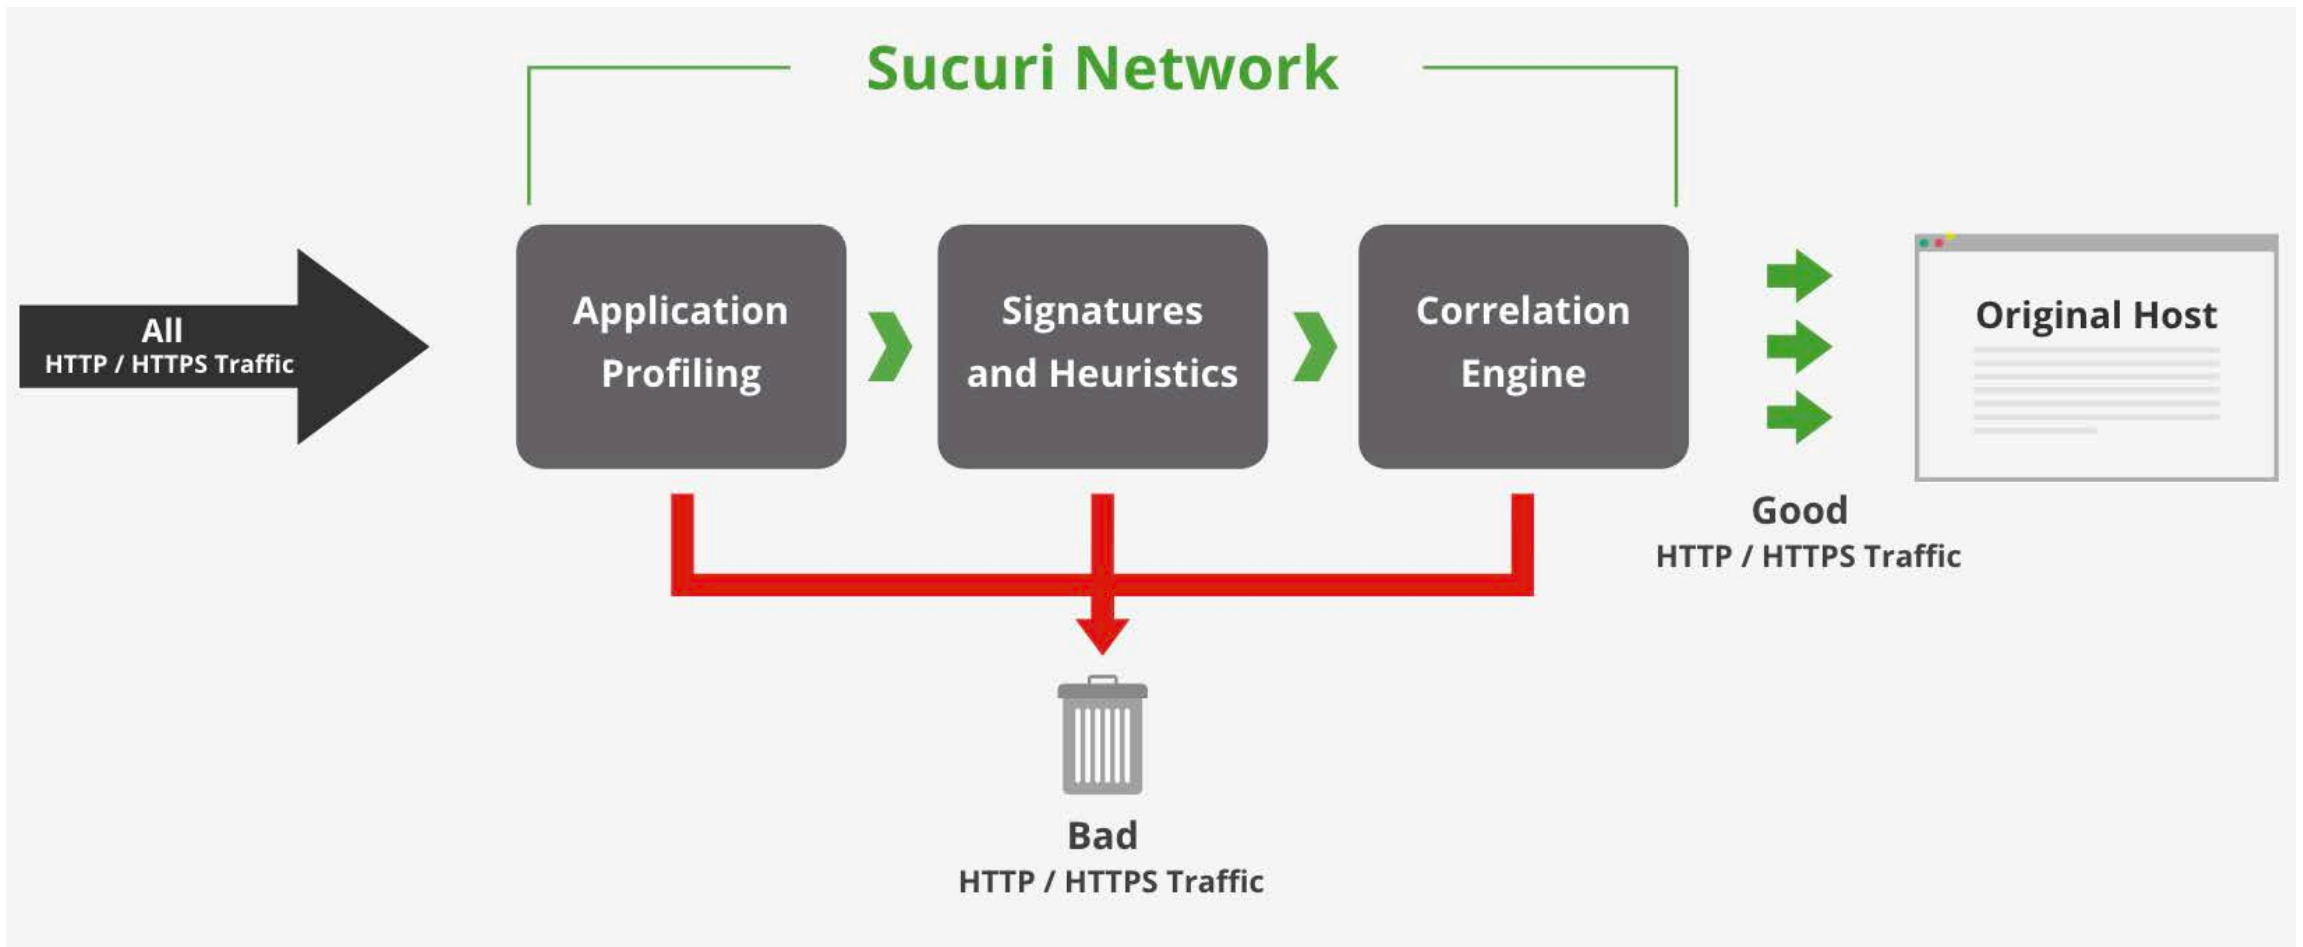 Sucuri Network
All
HTTP / HTTPS Traffic
Application
Profiling
Signatures
and Heuristics
Correlation
Engine
Original Host
Good
HTTP / HTTPS Traffic
Bad
HTTP / HTTPS Traffic